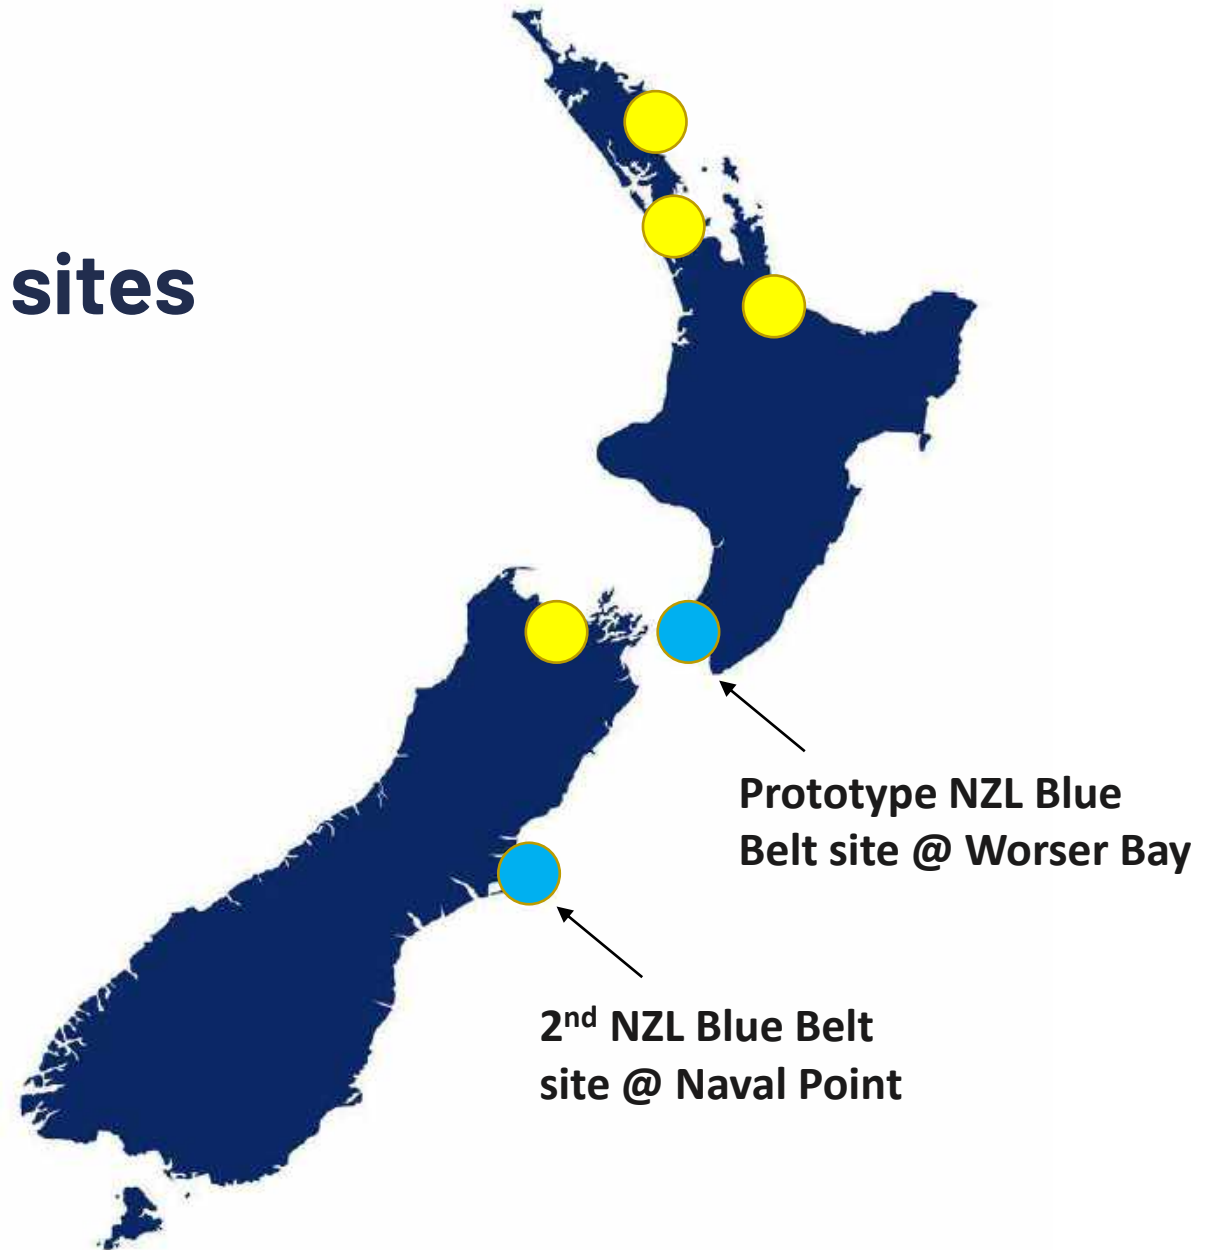 sites
Prototype NZL Blue
Belt site @ Worser Bay
2nd NZL Blue Belt
site @ Naval Point